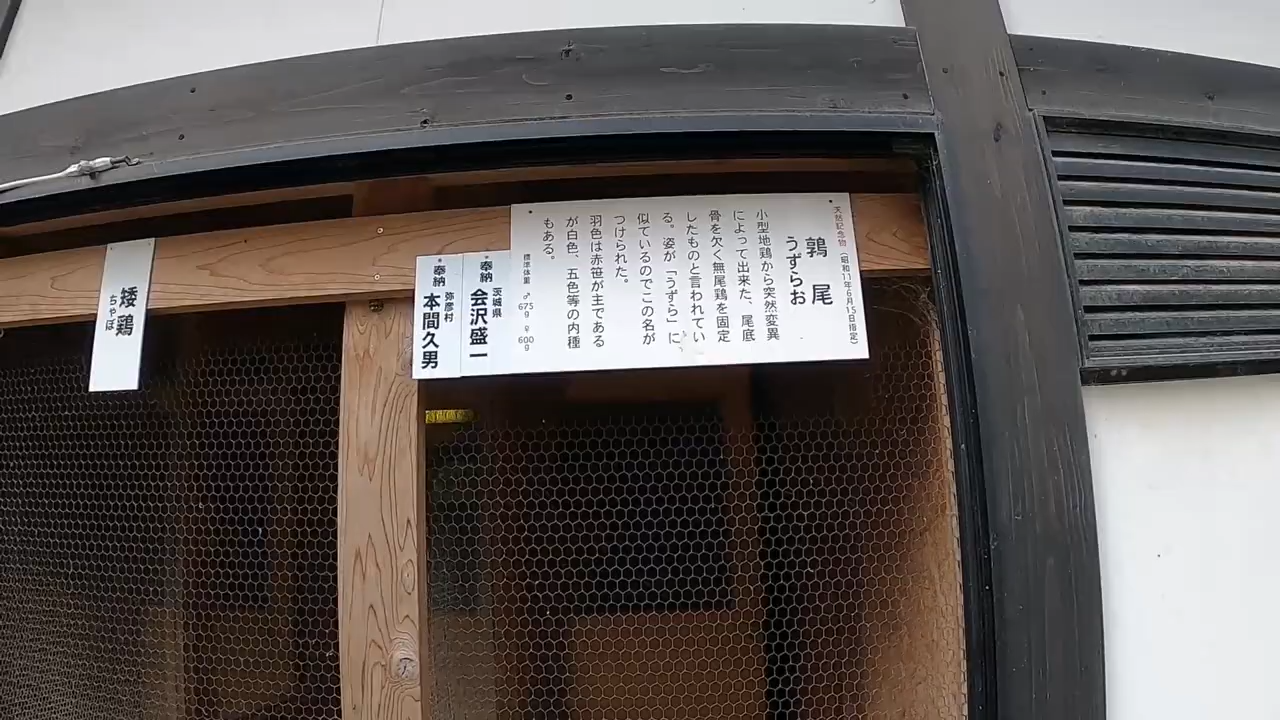 天然記念物
(昭和11年6月15日指定)
鶉尾
うずらお
小型地鶏から突然変異
によって出来た、尾底
骨を欠く無尾鶏を固定
したものと言われてい
る。姿が「うずら」に
似ているのでこの名が
つけられた。
羽色は赤笹が主である
が白色、五色等の内種
もある。
標準体重 ♂675g ♀600g
奉納
茨城県
会沢盛一
奉納
弥彦村
本間久男
矮鶏
ちゃぼ